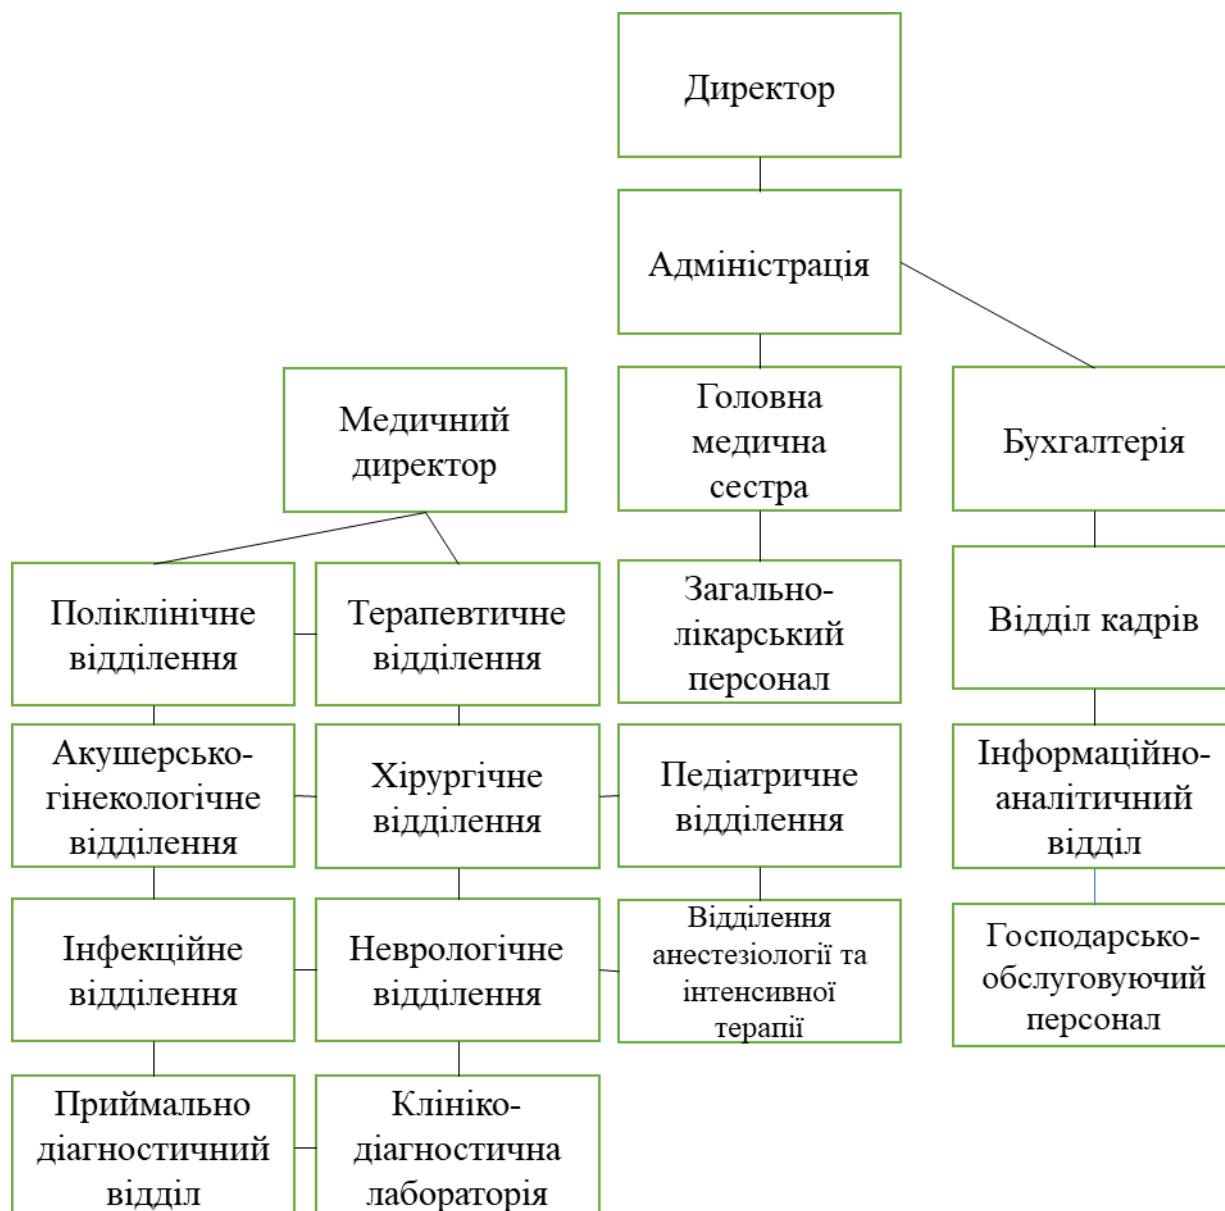 Директор
Адміністрація
Медичний
директор
Головна
медична
сестра
Бухгалтерія
Поліклінічне
відділення
Терапевтичне
відділення
Загально-
лікарський
персонал
Відділ кадрів
Акушерсько-
гінекологічне
відділення
Хірургічне
відділення
Педіатричне
відділення
Інформаційно-
аналітичний
відділ
Інфекційне
відділення
Неврологічне
відділення
Відділення
анестезіології та
інтенсивної
терапії
Господарсько-
обслуговуючий
персонал
Приймально
діагностичний
відділ
Клініко-
діагностична
лабораторія